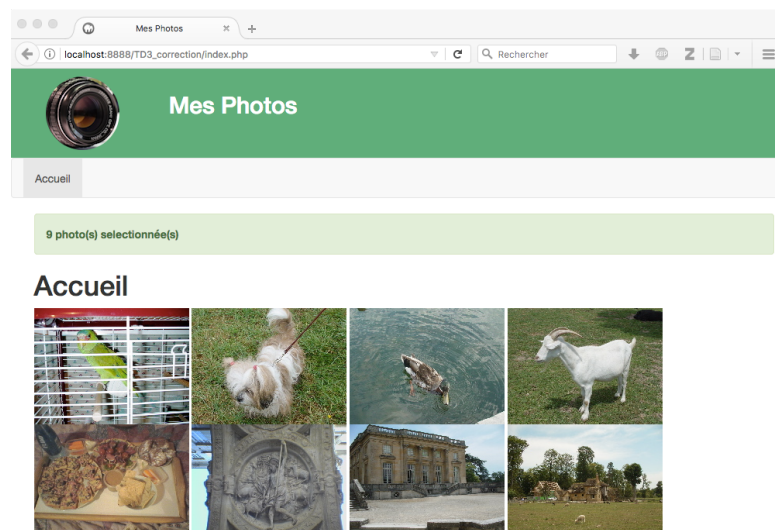 Mes Photos
localhost:8888/TD3_correction/index.php
Rechercher
Mes Photos
Accueil
9 photo(s) selectionnée(s)
Accueil